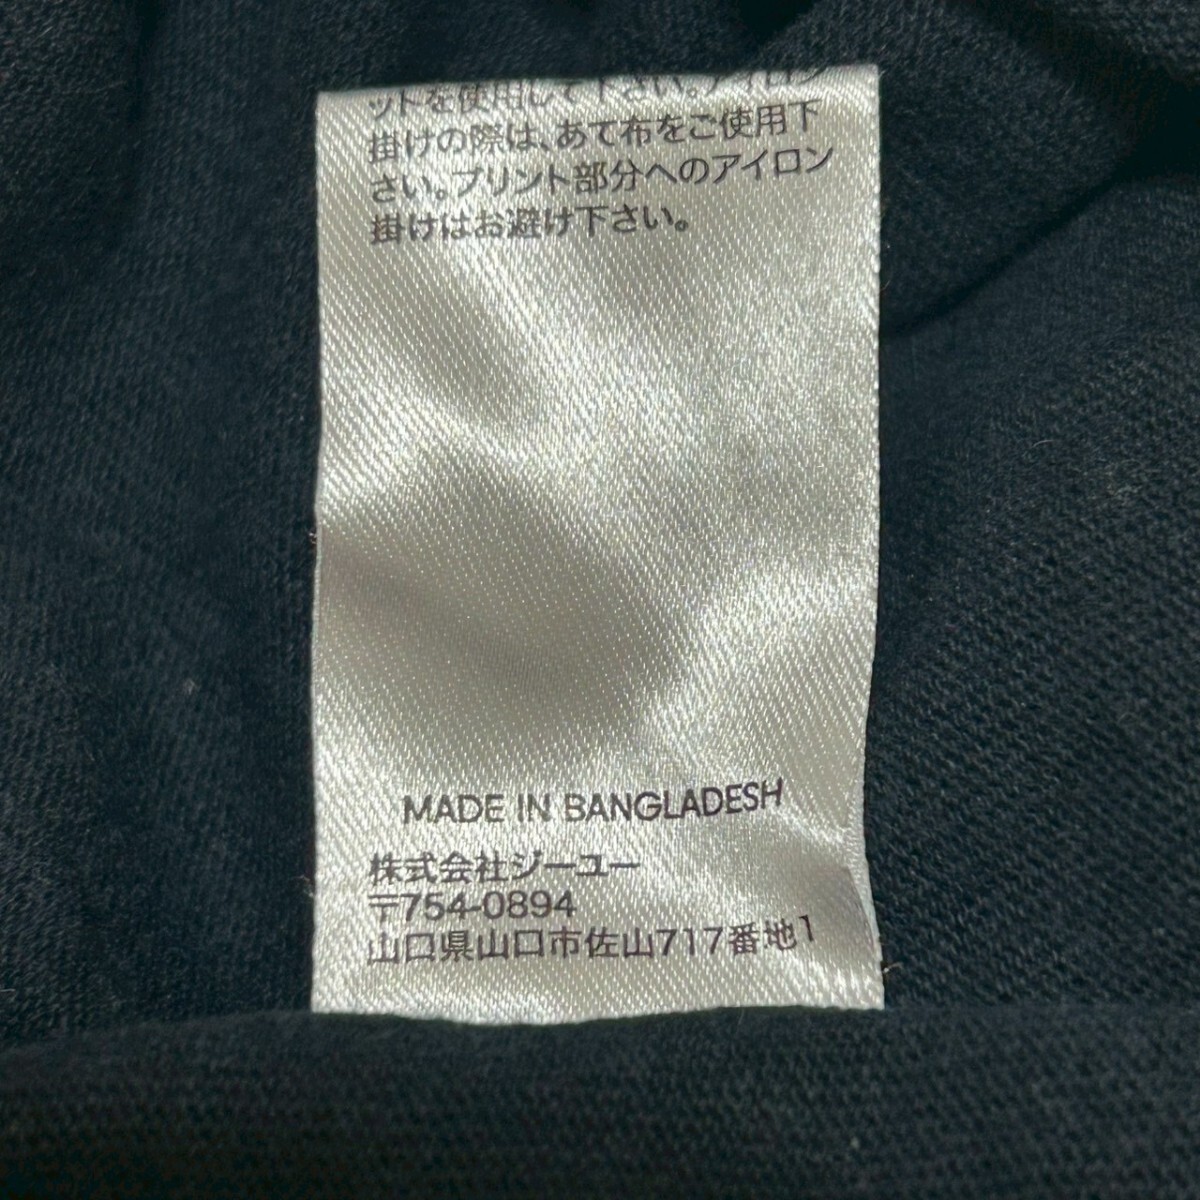 ットを使用して下さい。アイロン
掛けの際は、あて布をご使用下
さい。プリント部分へのアイロン
掛けはお避け下さい。
MADE IN BANGLADESH
株式会社ジーユー
〒754-0894
山口県山口市佐山717番地1